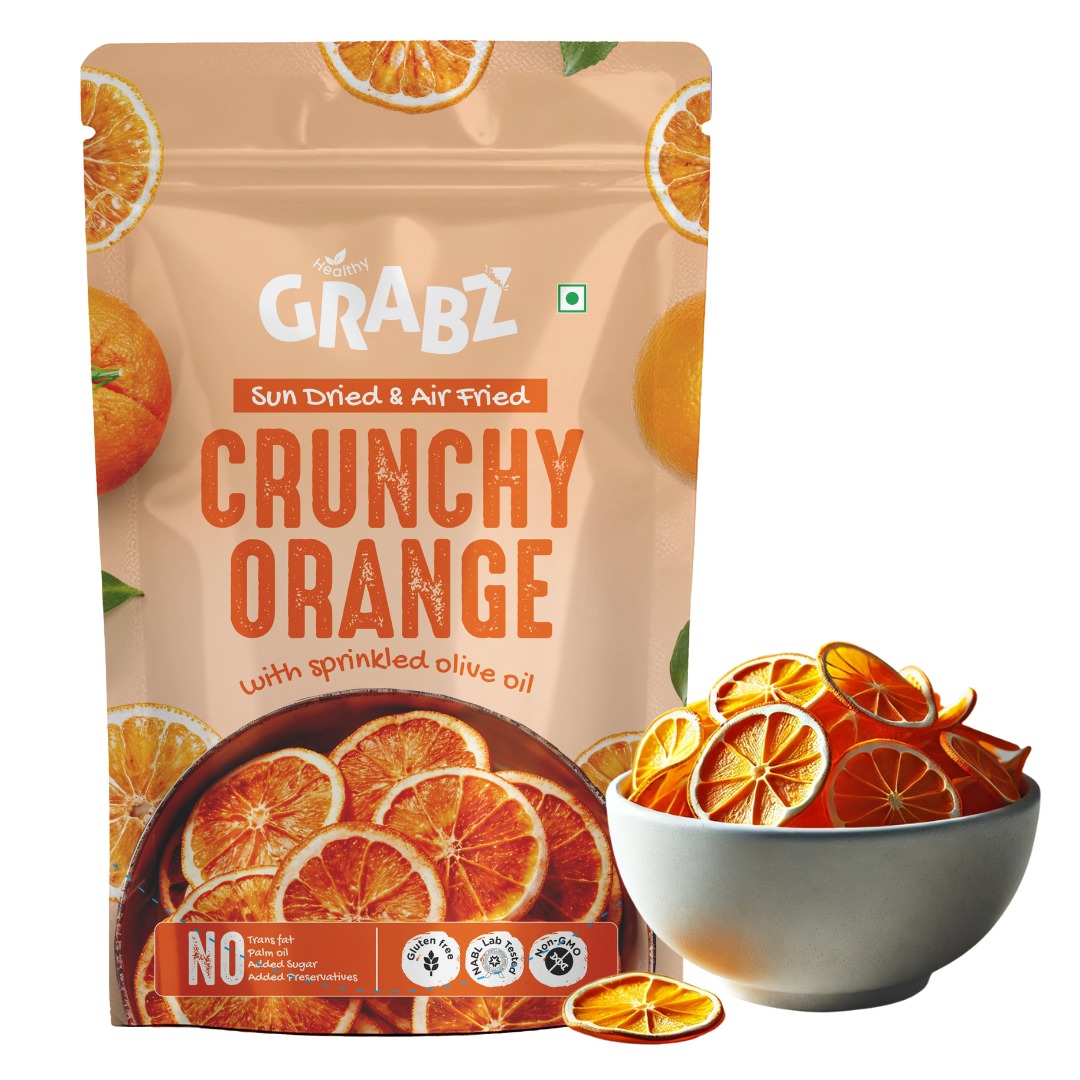 Healthy
GRABZ
Sun Dried & Air Fried
CRUNCHY
ORANGE
with sprinkled olive oil
NO
Trans fat
Palm oil
Added Sugar
Added Preservatives
Gluten free
NABL Lab Tested
Non-GMO